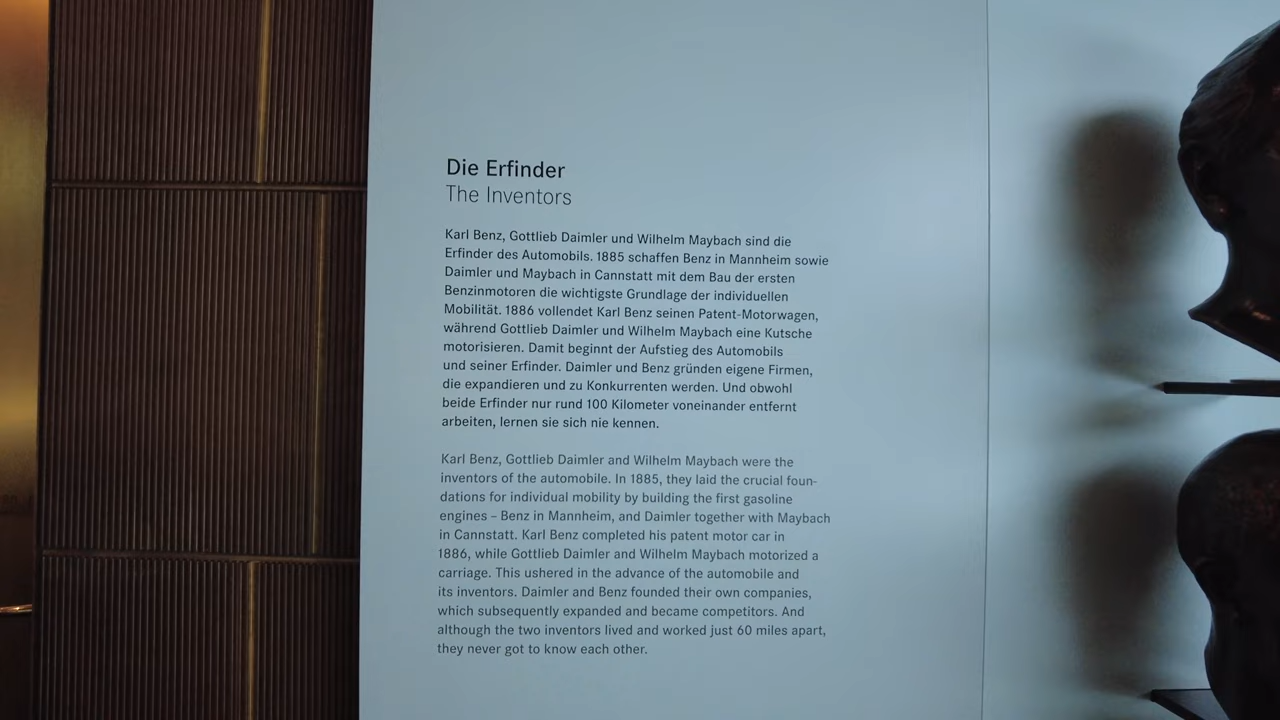 Die Erfinder
The Inventors
Karl Benz, Gottlieb Daimler und Wilhelm Maybach sind die
Erfinder des Automobils. 1885 schaffen Benz in Mannheim sowie
Daimler und Maybach in Cannstatt mit dem Bau der ersten
Benzinmotoren die wichtigste Grundlage der individuellen
Mobilität. 1886 vollendet Karl Benz seinen Patent-Motorwagen,
während Gottlieb Daimler und Wilhelm Maybach eine Kutsche
motorisieren. Damit beginnt der Aufstieg des Automobils
und seiner Erfinder. Daimler und Benz gründen eigene Firmen,
die expandieren und zu Konkurrenten werden. Und obwohl
beide Erfinder nur rund 100 Kilometer voneinander entfernt
arbeiten, lernen sie sich nie kennen.
Karl Benz, Gottlieb Daimler and Wilhelm Maybach were the
inventors of the automobile. In 1885, they laid the crucial foun-
dations for individual mobility by building the first gasoline
engines – Benz in Mannheim, and Daimler together with Maybach
in Cannstatt. Karl Benz completed his patent motor car in
1886, while Gottlieb Daimler and Wilhelm Maybach motorized a
carriage. This ushered in the advance of the automobile and
its inventors. Daimler and Benz founded their own companies,
which subsequently expanded and became competitors. And
although the two inventors lived and worked just 60 miles apart,
they never got to know each other.